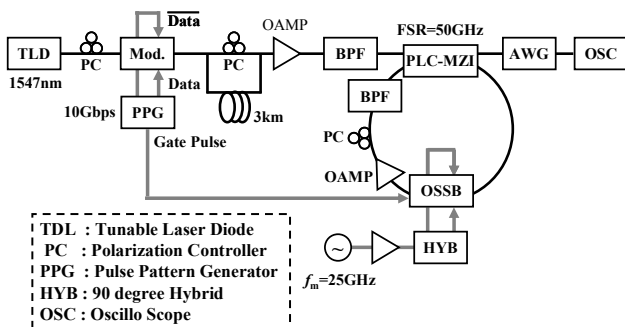 Data
OAMP
FSR=50GHz
TLD
PC
Mod.
PC
BPF
PLC-MZI
AWG
OSC
1547nm
Data
BPF
10Gbps
PPG
3km
Gate Pulse
PC
OAMP
OSSB
TDL : Tunable Laser Diode
PC : Polarization Controller
PPG : Pulse Pattern Generator
HYB : 90 degree Hybrid
OSC : Oscillo Scope
~
HYB
fm=25GHz